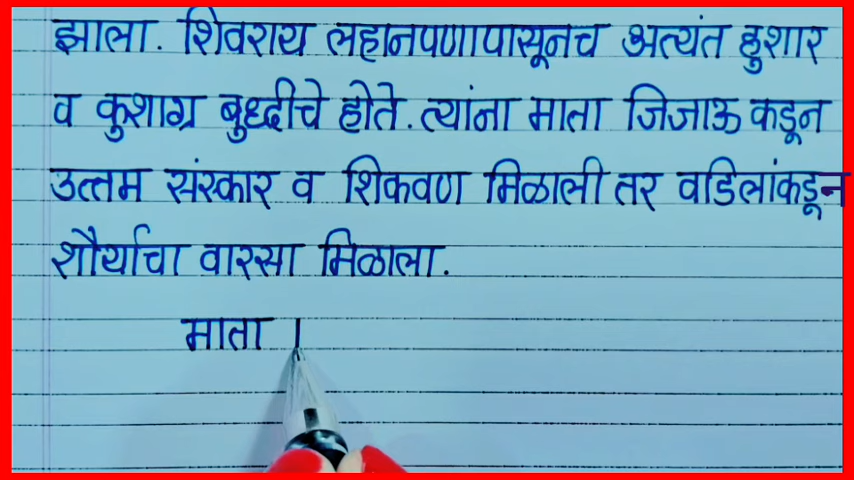 झाला. शिवराय लहानपणापासूनच अत्यंत हुशार
व कुशाग्र बुध्दीचे होते. त्यांना माता जिजाऊ कडून
उत्तम संस्कार व शिकवण मिळाली तर वडिलांकडून
शौर्याचा वारसा मिळाला.
माता